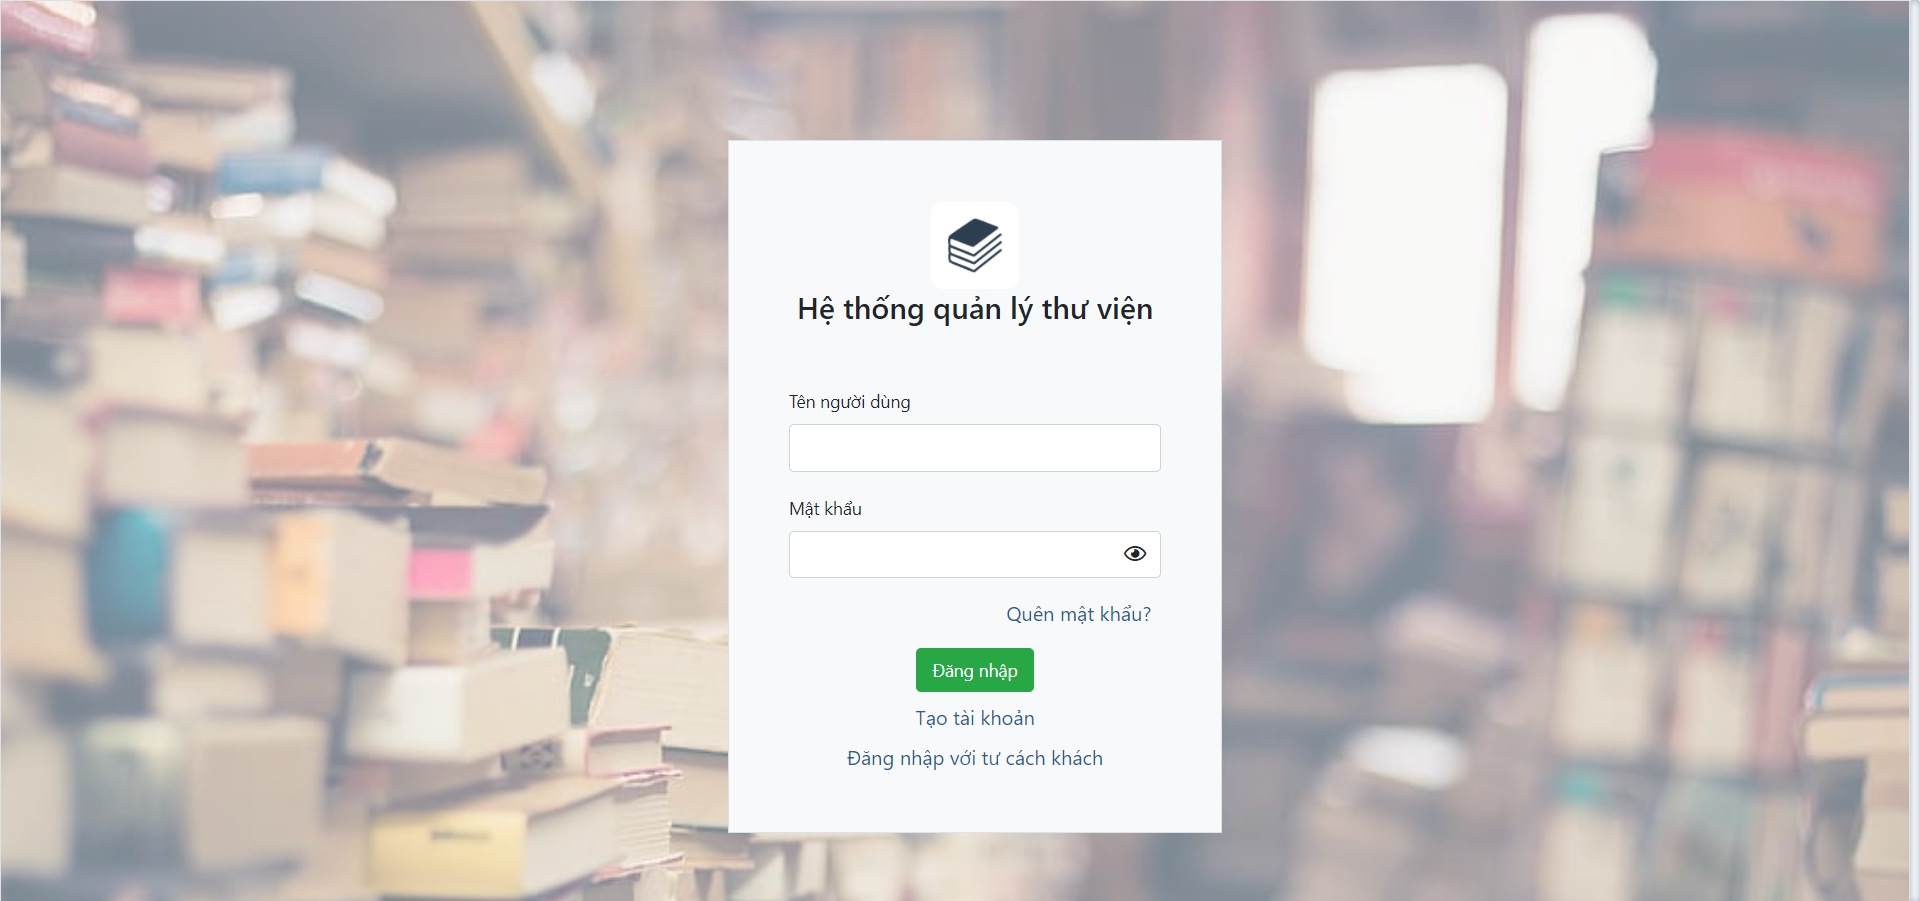 Hệ thống quản lý thư viện
Tên người dùng
Mật khẩu
Quên mật khẩu?
Đăng nhập
Tạo tài khoản
Đăng nhập với tư cách khách